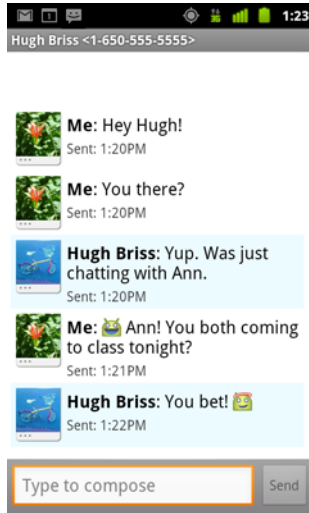 1:23
Hugh Briss <1-650-555-5555>
Me: Hey Hugh!
Sent: 1:20PM
Me: You there?
Sent: 1:20PM
Hugh Briss: Yup. Was just
chatting with Ann.
Sent: 1:20PM
Me: Ann! You both coming
to class tonight?
Sent: 1:21PM
Hugh Briss: You bet!
Sent: 1:22PM
Type to compose
Send